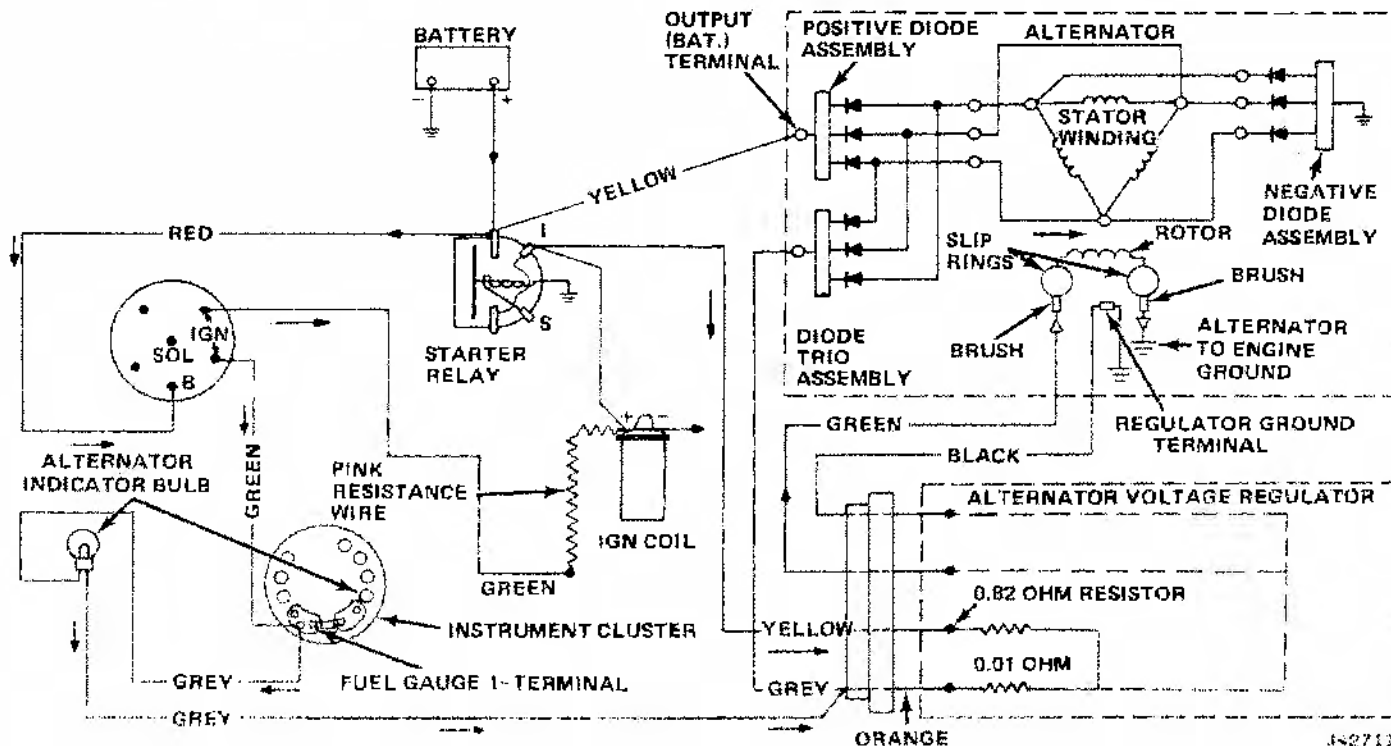 BATTERY
-
+
OUTPUT
(BAT.)
TERMINAL
POSITIVE DIODE
ASSEMBLY
ALTERNATOR
STATOR
WINDING
NEGATIVE
DIODE
ASSEMBLY
YELLOW
RED
I
S
STARTER
RELAY
IGN
SOL
B
SLIP
RINGS
ROTOR
BRUSH
BRUSH
DIODE
TRIO
ASSEMBLY
ALTERNATOR
TO ENGINE
GROUND
REGULATOR GROUND
TERMINAL
GREEN
BLACK
ALTERNATOR
INDICATOR BULB
GREEN
PINK
RESISTANCE
WIRE
+
-
IGN COIL
GREEN
ALTERNATOR VOLTAGE REGULATOR
0.82 OHM RESISTOR
YELLOW
0.01 OHM
INSTRUMENT CLUSTER
FUEL GAUGE 1-TERMINAL
GREY
GREY
GREY
ORANGE